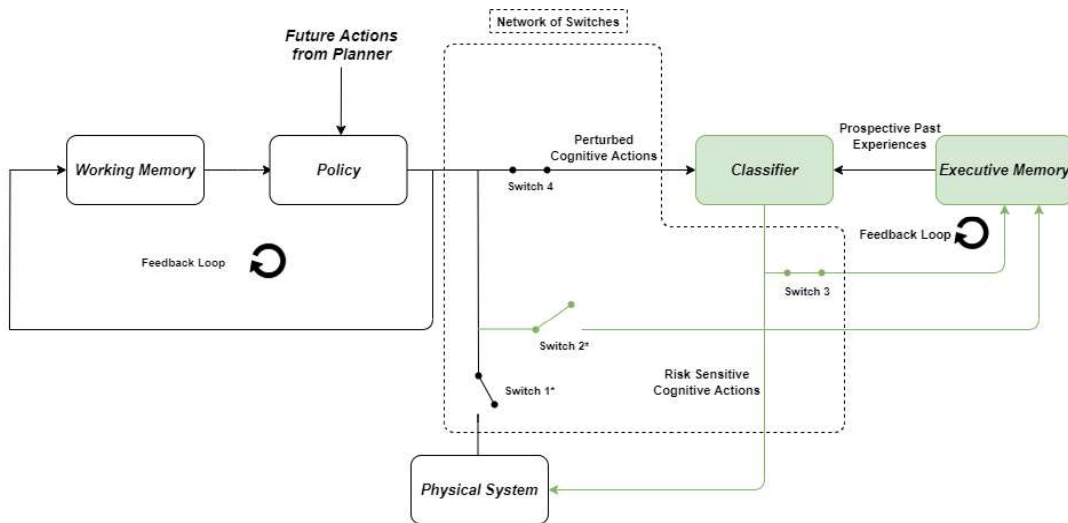 Network of Switches
Future Actions
from Planner
Perturbed
Cognitive Actions
Prospective Past
Experiences
Working Memory
Policy
Classifier
Executive Memory
Switch 4
Feedback Loop
Feedback Loop
Switch 3
Switch 2*
Risk Sensitive
Cognitive Actions
Switch 1*
Physical System